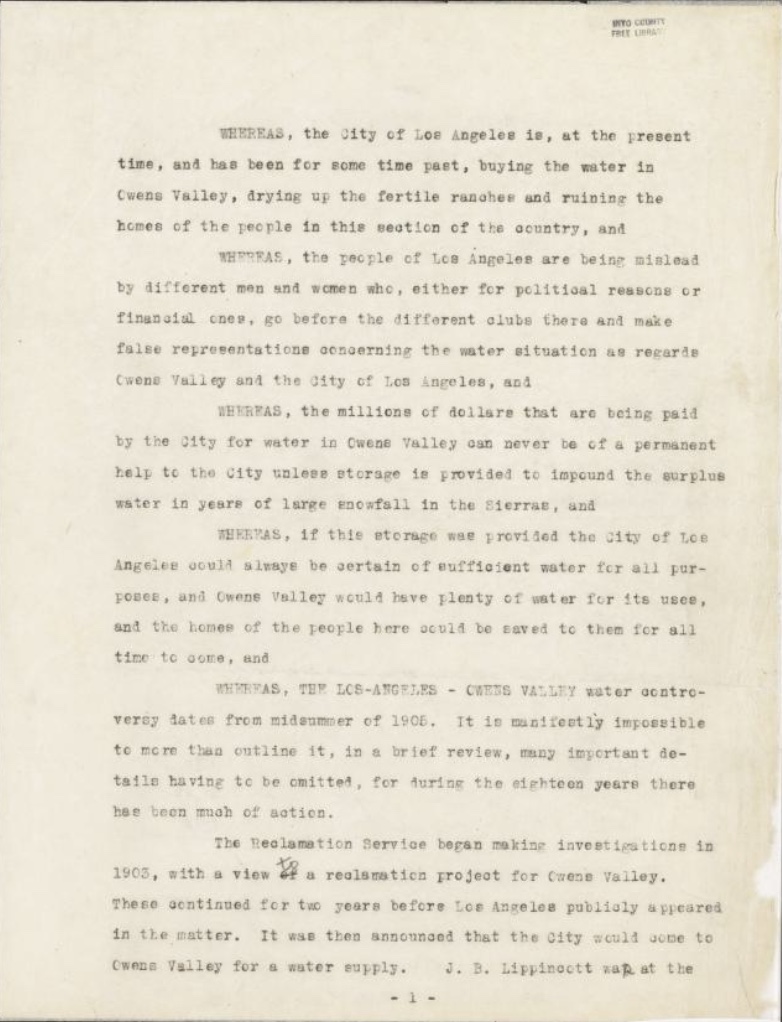 INYO COUNTY
FREE LIBRARY
WHEREAS, the City of Los Angeles is, at the present
time, and has been for some time past, buying the water in
Owens Valley, drying up the fertile ranches and ruining the
homes of the people in this section of the country, and
WHEREAS, the people of Los Angeles are being mislead
by different men and women who, either for political reasons or
financial ones, go before the different clubs there and make
false representations concerning the water situation as regards
Owens Valley and the City of Los Angeles, and
WHEREAS, the millions of dollars that are being paid
by the City for water in Owens Valley can never be of a permanent
help to the City unless storage is provided to impound the surplus
water in years of large snowfall in the Sierras, and
WHEREAS, if this storage was provided the City of Los
Angeles could always be certain of sufficient water for all pur-
poses, and Owens Valley would have plenty of water for its uses,
and the homes of the people here could be saved to them for all
time to come, and
WHEREAS, THE LOS-ANGELES - OWENS VALLEY water contro-
versy dates from midsummer of 1905. It is manifestly impossible
to more than outline it, in a brief review, many important de-
tails having to be omitted, for during the eighteen years there
has been much of action.
The Reclamation Service began making investigations in
1903, with a view to a reclamation project for Owens Valley.
These continued for two years before Los Angeles publicly appeared
in the matter. It was then announced that the City would come to
Owens Valley for a water supply. J. B. Lippincott was at the
- 1 -